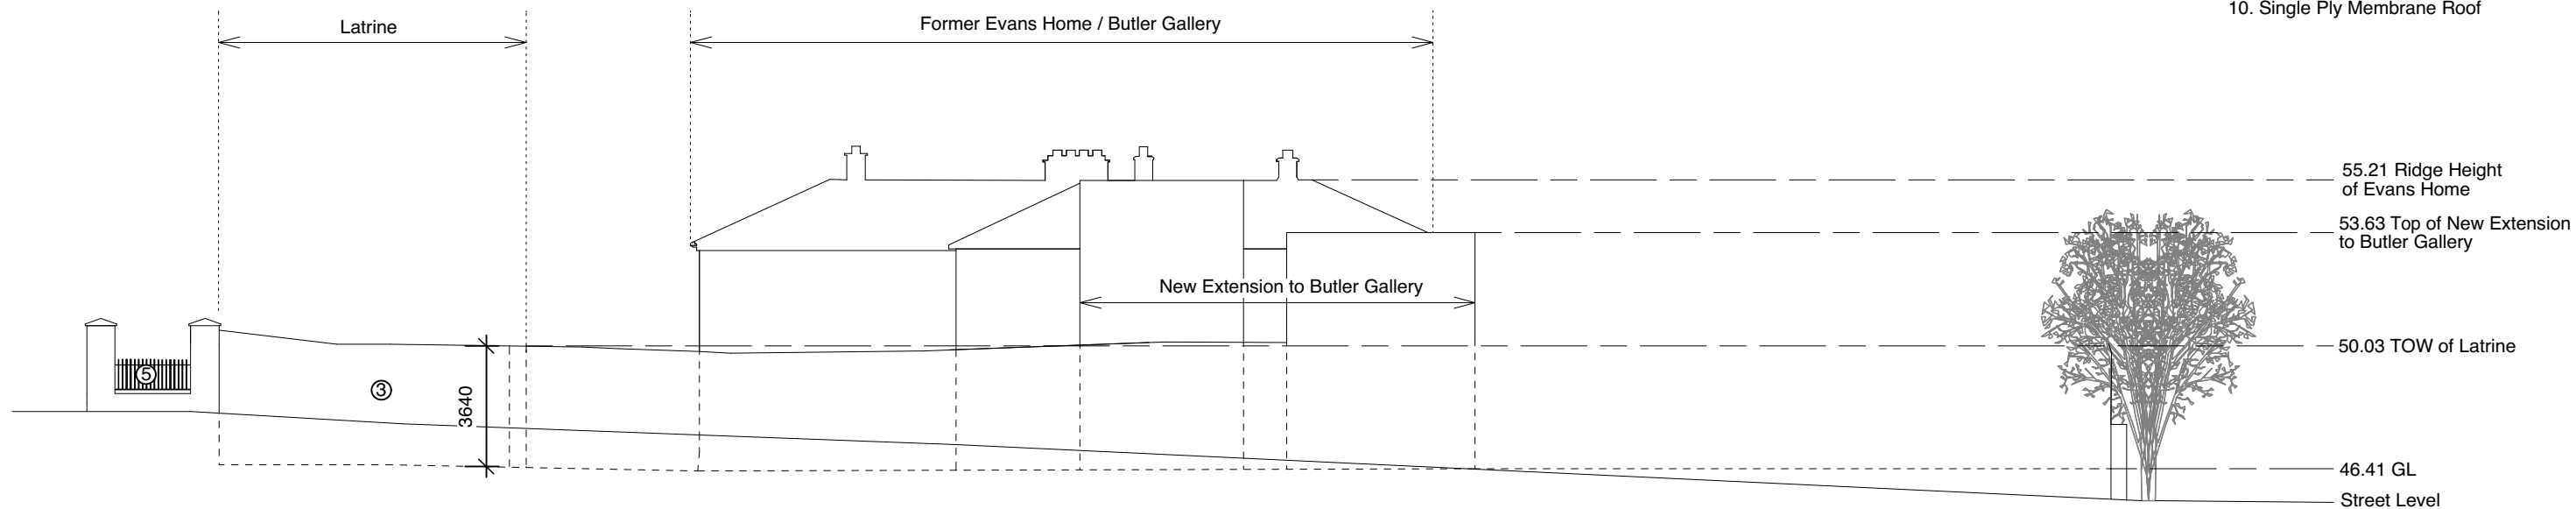 10. Single Ply Membrane Roof
Latrine
Former Evans Home / Butler Gallery
55.21 Ridge Height
of Evans Home
53.63 Top of New Extension
to Butler Gallery
New Extension to Butler Gallery
50.03 TOW of Latrine
5
3
3640
46.41 GL
Street Level